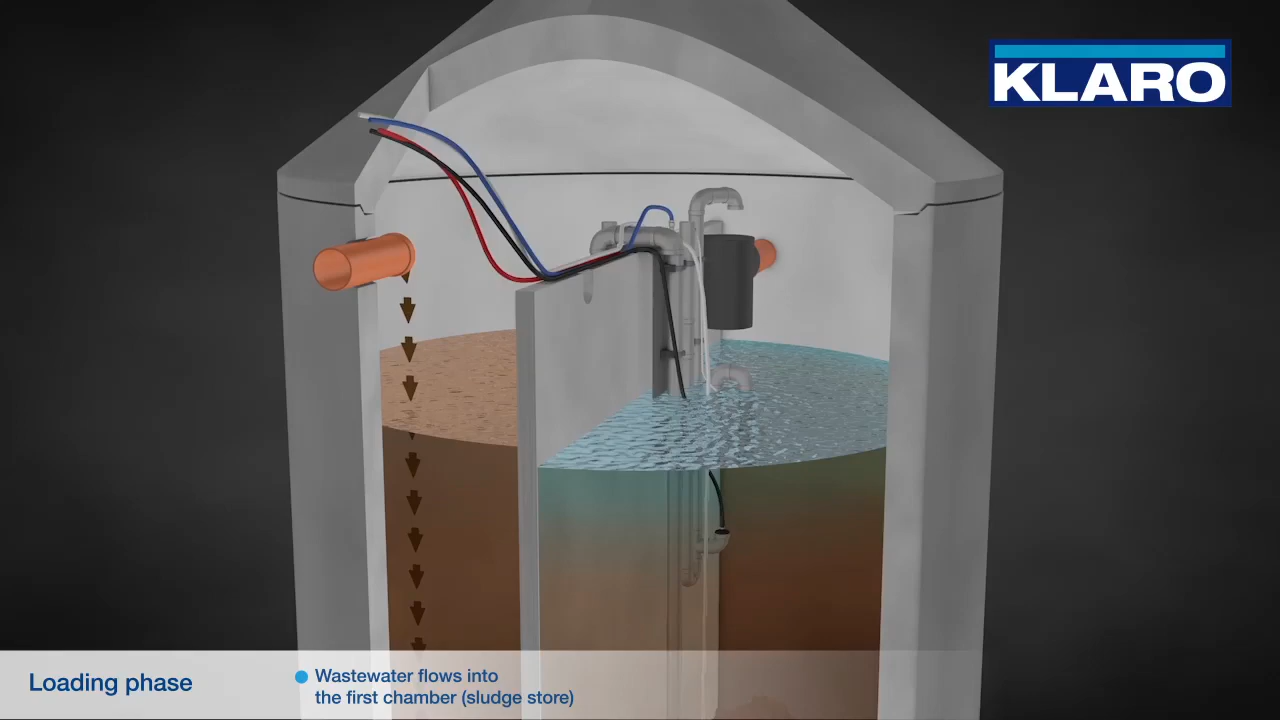 KLARO
Loading phase
Wastewater flows into
the first chamber (sludge store)